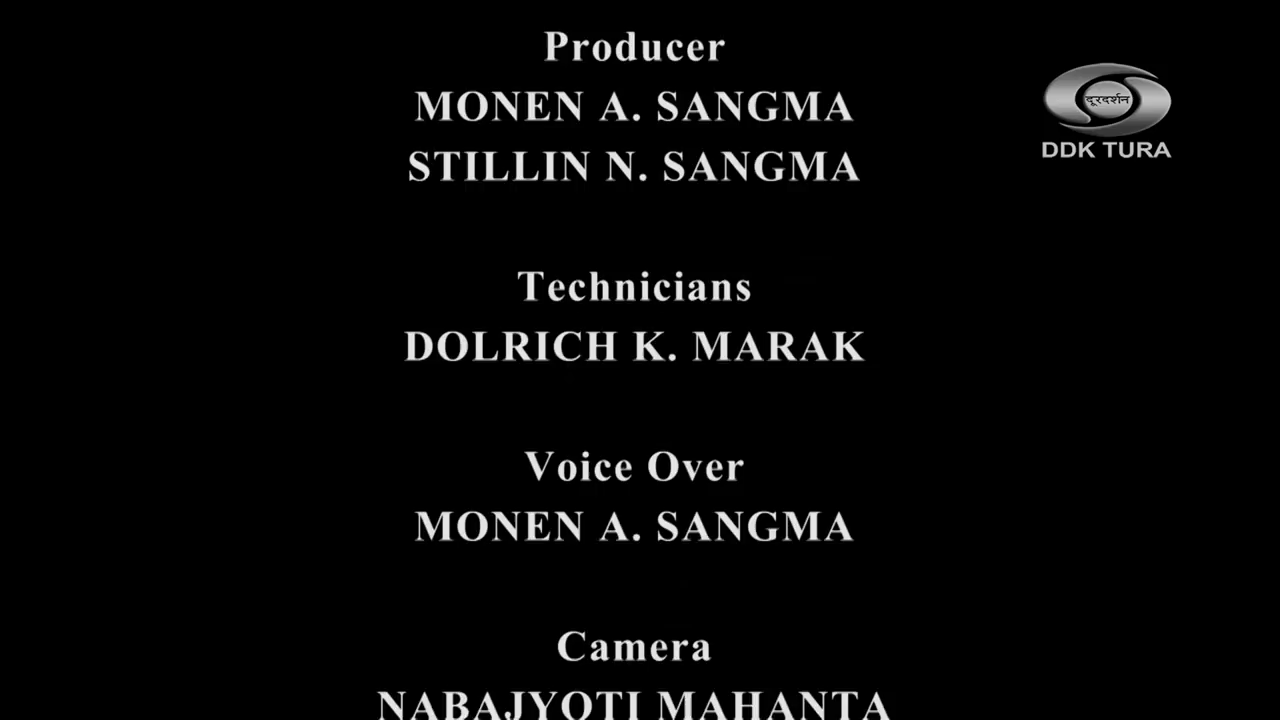 Producer
MONEN A. SANGMA
STILLIN N. SANGMA
दूरदर्शन
DDK TURA
Technicians
DOLRICH K. MARAK
Voice Over
MONEN A. SANGMA
Camera
NABAJYOTI MAHANTA